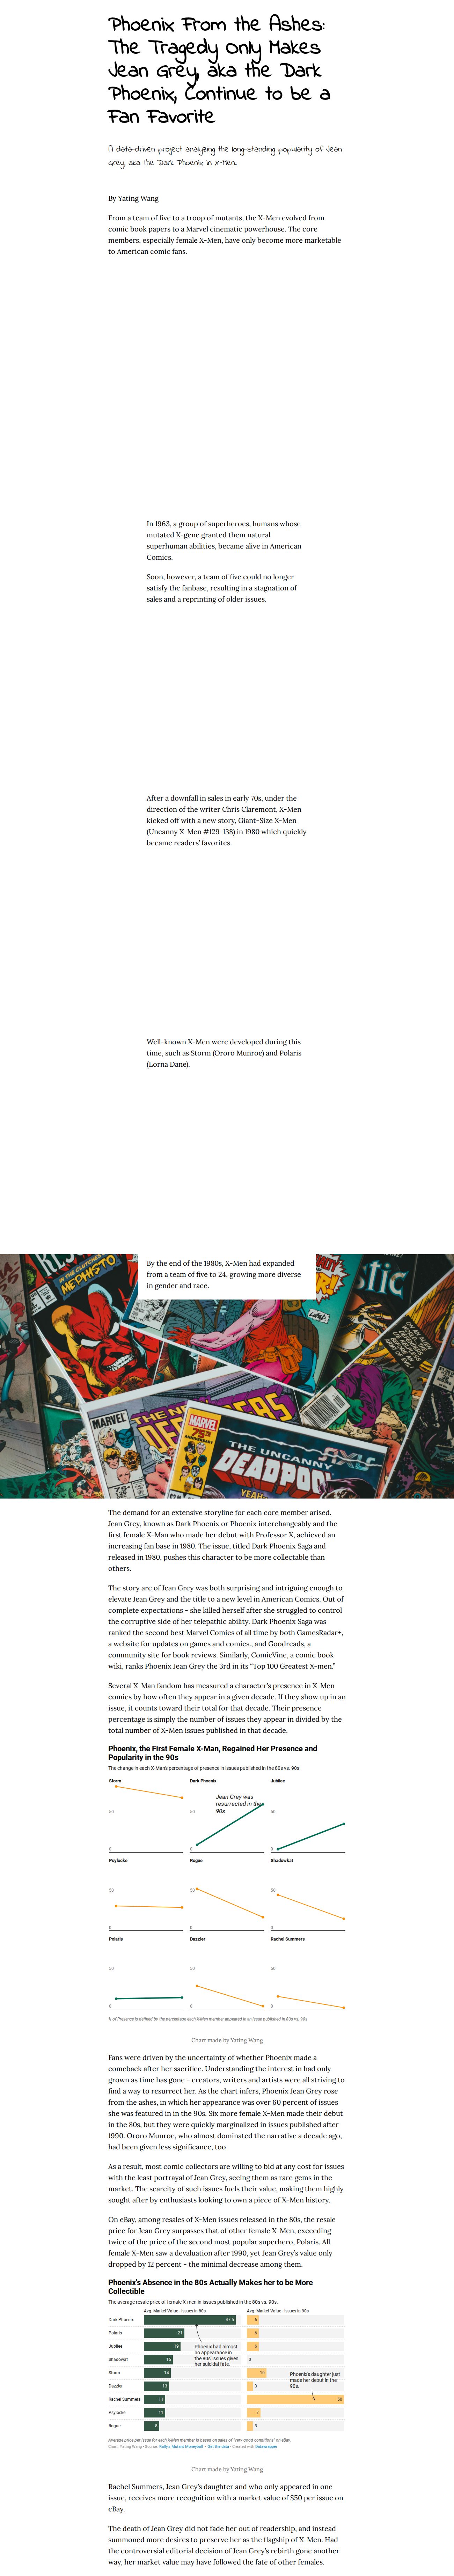 Phoenix From the Ashes:
The Tragedy Only Makes
Jean Grey, aka the Dark
Phoenix, Continue to be a
Fan Favorite
A data-driven project analyzing the long-standing popularity of Jean
Grey, aka the Dark Phoenix in X-Men.
By Yating Wang
From a team of five to a troop of mutants, the X-Men evolved from
comic book papers to a Marvel cinematic powerhouse. The core
members, especially female X-Men, have only become more marketable
to American comic fans.
In 1963, a group of superheroes, humans whose
mutated X-gene granted them natural
superhuman abilities, became alive in American
Comics.
Soon, however, a team of five could no longer
satisfy the fanbase, resulting in a stagnation of
sales and a reprinting of older issues.
After a downfall in sales in early 70s, under the
direction of the writer Chris Claremont, X-Men
kicked off with a new story, Giant-Size X-Men
(Uncanny X-Men #129-138) in 1980 which quickly
became readers' favorites.
Well-known X-Men were developed during this
time, such as Storm (Ororo Munroe) and Polaris
(Lorna Dane).
By the end of the 1980s, X-Men had expanded
from a team of five to 24, growing more diverse
in gender and race.
IN THE CLUTCHES OF
MEPHISTO
MARVEL
THE NEW
MARVEL
75TH
THE UNCANNY
DEADPOOL
The demand for an extensive storyline for each core member arised.
Jean Grey, known as Dark Phoenix or Phoenix interchangeably and the
first female X-Man who made her debut with Professor X, achieved an
increasing fan base in 1980. The issue, titled Dark Phoenix Saga and
released in 1980, pushes this character to be more collectable than
others.
The story arc of Jean Grey was both surprising and intriguing enough to
elevate Jean Grey and the title to a new level in American Comics. Out of
complete expectations - she killed herself after she struggled to control
the corruptive side of her telepathic ability. Dark Phoenix Saga was
ranked the second best Marvel Comics of all time by both GamesRadar+,
a website for updates on games and comics., and Goodreads, a
community site for book reviews. Similarly, ComicVine, a comic book
wiki, ranks Phoenix Jean Grey the 3rd in its "Top 100 Greatest X-men."
Several X-Man fandom has measured a character's presence in X-Men
comics by how often they appear in a given decade. If they show up in an
issue, it counts toward their total for that decade. Their presence
percentage is simply the number of issues they appear in divided by the
total number of X-Men issues published in that decade.
Phoenix, the First Female X-Man, Regained Her Presence and
Popularity in the 90s
The change in each X-Man's percentage of presence in issues published in the 80s vs. 90s
Storm Dark Phoenix Jubilee
Jean Grey was
resurrected in the
90s
50 50 50
0 0 0
Psylocke Rogue Shadowkat
50 50 50
0 0 0
Polaris Dazzler Rachel Summers
50 50 50
0 0 0
% of Presence is defined by the percentage each X-Men member appeared in an issue published in 80s vs. 90s
Chart made by Yating Wang
Fans were driven by the uncertainty of whether Phoenix made a
comeback after her sacrifice. Understanding the interest in had only
grown as time has gone - creators, writers and artists were all striving to
find a way to resurrect her. As the chart infers, Phoenix Jean Grey rose
from the ashes, in which her appearance was over 60 percent of issues
she was featured in in the 90s. Six more female X-Men made their debut
in the 80s, but they were quickly marginalized in issues published after
1990. Ororo Munroe, who almost dominated the narrative a decade ago,
had been given less significance, too
As a result, most comic collectors are willing to bid at any cost for issues
with the least portrayal of Jean Grey, seeing them as rare gems in the
market. The scarcity of such issues fuels their value, making them highly
sought after by enthusiasts looking to own a piece of X-Men history.
On eBay, among resales of X-Men issues released in the 80s, the resale
price for Jean Grey surpasses that of other female X-Men, exceeding
twice of the price of the second most popular superhero, Polaris. All
female X-Men saw a devaluation after 1990, yet Jean Grey's value only
dropped by 12 percent - the minimal decrease among them.
Phoenix's Absence in the 80s Actually Makes her to be More
Collectible
The average resale price of female X-men in issues published in the 80s vs. 90s.
Avg. Market Value - Issues in 80s Avg. Market Value - Issues in 90s
Dark Phoenix 47.5 6
Polaris 21 6
Jubilee 19 6
Shadowkat 15 0
Storm 14 10
Dazzler 13 3
Rachel Summers 11 50
Psylocke 11 7
Rogue 8 3
Phoenix had almost
no appearance in
the 80s' issues given
her suicidal fate.
Phoenix's daughter just
made her debut in the
90s.
Average price per issue for each X-Men member is based on sales of "very good conditions" on eBay.
Chart: Yating Wang • Source: Rally's Mutant Moneyball • Get the data • Created with Datawrapper
Chart made by Yating Wang
Rachel Summers, Jean Grey's daughter and who only appeared in one
issue, receives more recognition with a market value of $50 per issue on
eBay.
The death of Jean Grey did not fade her out of readership, and instead
summoned more desires to preserve her as the flagship of X-Men. Had
the controversial editorial decision of Jean Grey's rebirth gone another
way, her market value may have followed the fate of other females.